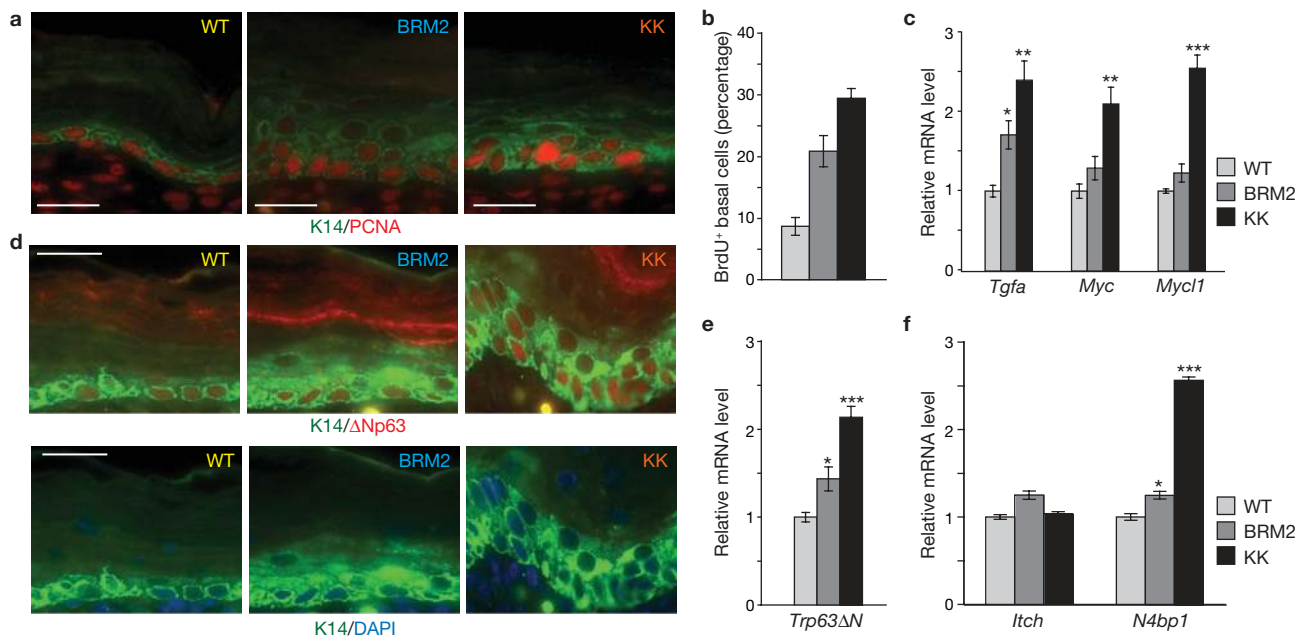 a
WT
BRM2
KK
K14/PCNA
b
BrdU⁺ basal cells (percentage)
40
30
20
10
0
c
Relative mRNA level
3
2
1
0
*
**
**
***
Tgfa
Myc
Mycl1
WT
BRM2
KK
d
WT
BRM2
KK
K14/ΔNp63
WT
BRM2
KK
K14/DAPI
e
Relative mRNA level
3
2
1
0
*
***
Trp63ΔN
f
Relative mRNA level
3
2
1
0
*
***
Itch
N4bp1
WT
BRM2
KK